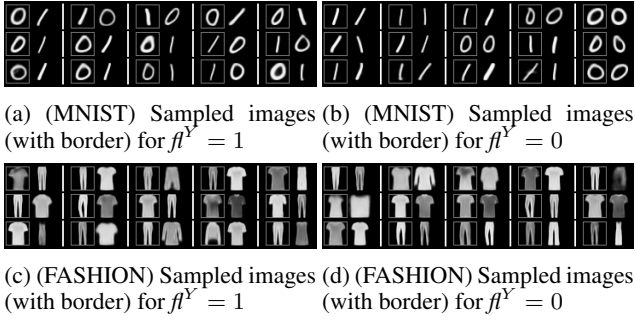 (a) (MNIST) Sampled images
(with border) for fl^Y = 1
(b) (MNIST) Sampled images
(with border) for fl^Y = 0
(c) (FASHION) Sampled images
(with border) for fl^Y = 1
(d) (FASHION) Sampled images
(with border) for fl^Y = 0